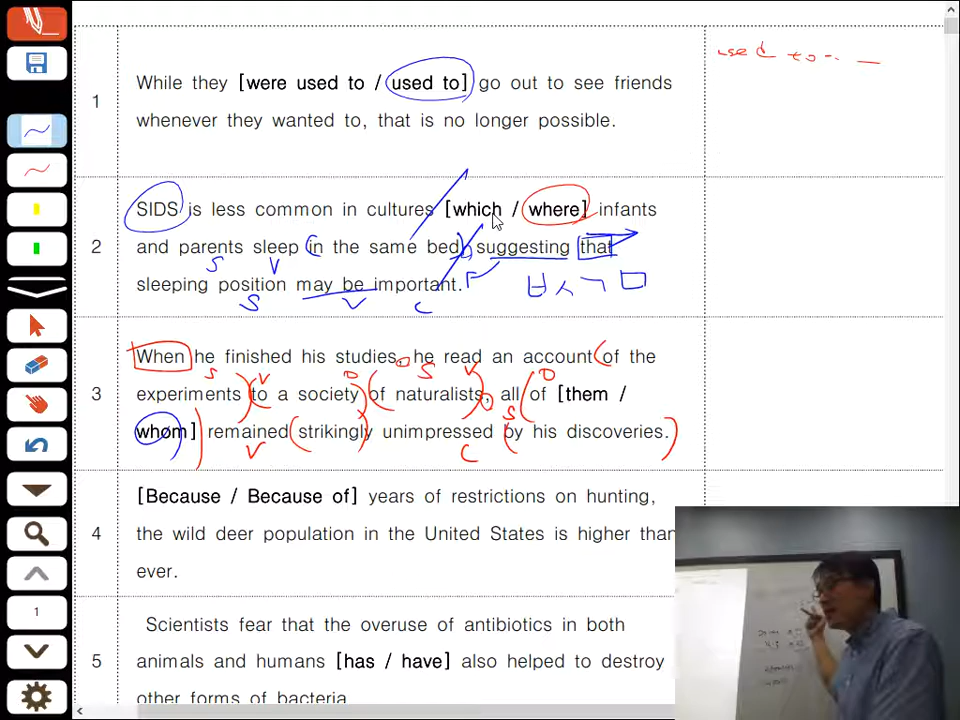 used to
1
While they [were used to / used to] go out to see friends
whenever they wanted to, that is no longer possible.
2
SIDS is less common in cultures [which / where] infants
and parents sleep in the same bed, suggesting that
S V
sleeping position may be important.
S V C
3
When he finished his studies, he read an account of the
S V O S V O
experiments to a society of naturalists, all of [them /
S
whom] remained strikingly unimpressed by his discoveries.
V C
4
[Because / Because of] years of restrictions on hunting,
the wild deer population in the United States is higher than
ever.
5
Scientists fear that the overuse of antibiotics in both
animals and humans [has / have] also helped to destroy
other forms of bacteria
1